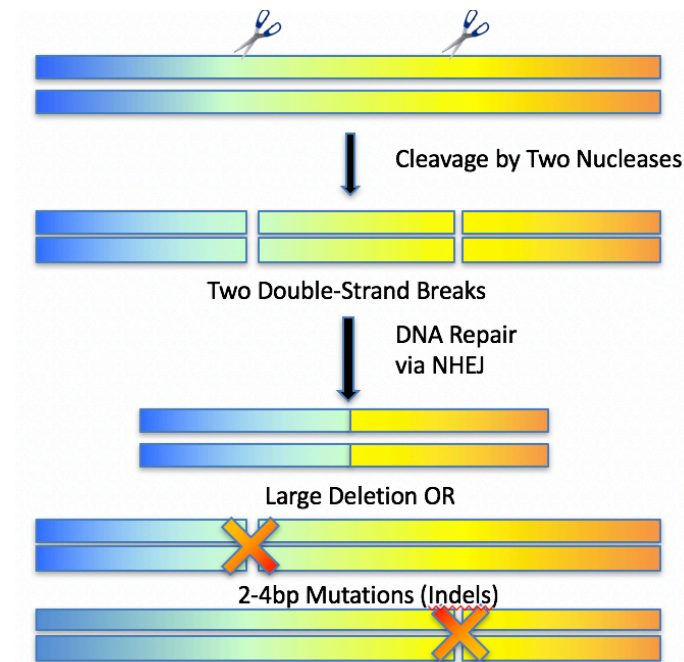 Cleavage by Two Nucleases
Two Double-Strand Breaks
DNA Repair
via NHEJ
Large Deletion OR
2-4bp Mutations (Indels)